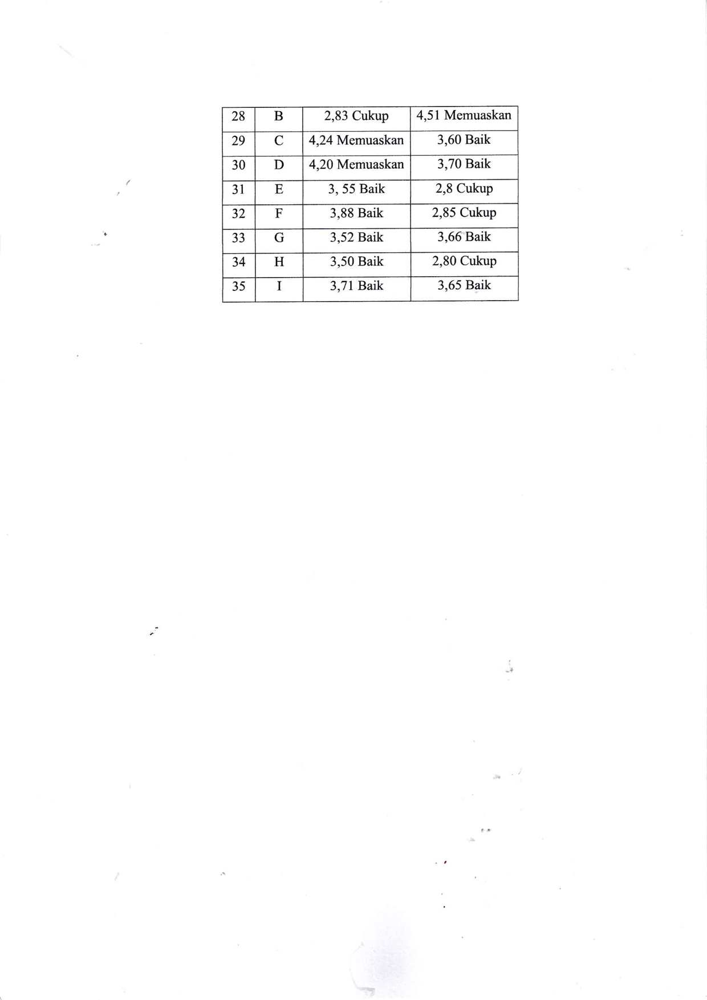 28 B 2,83 Cukup 4,51 Memuaskan
29 C 4,24 Memuaskan 3,60 Baik
30 D 4,20 Memuaskan 3,70 Baik
31 E 3, 55 Baik 2,8 Cukup
32 F 3,88 Baik 2,85 Cukup
33 G 3,52 Baik 3,66 Baik
34 H 3,50 Baik 2,80 Cukup
35 I 3,71 Baik 3,65 Baik